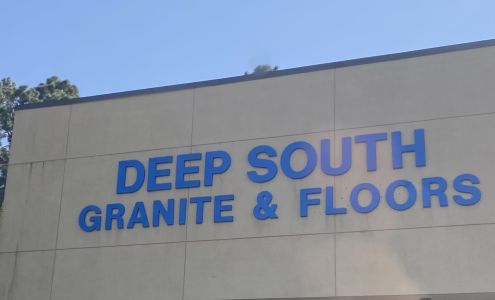 DEEP SOUTH
GRANITE & FLOORS